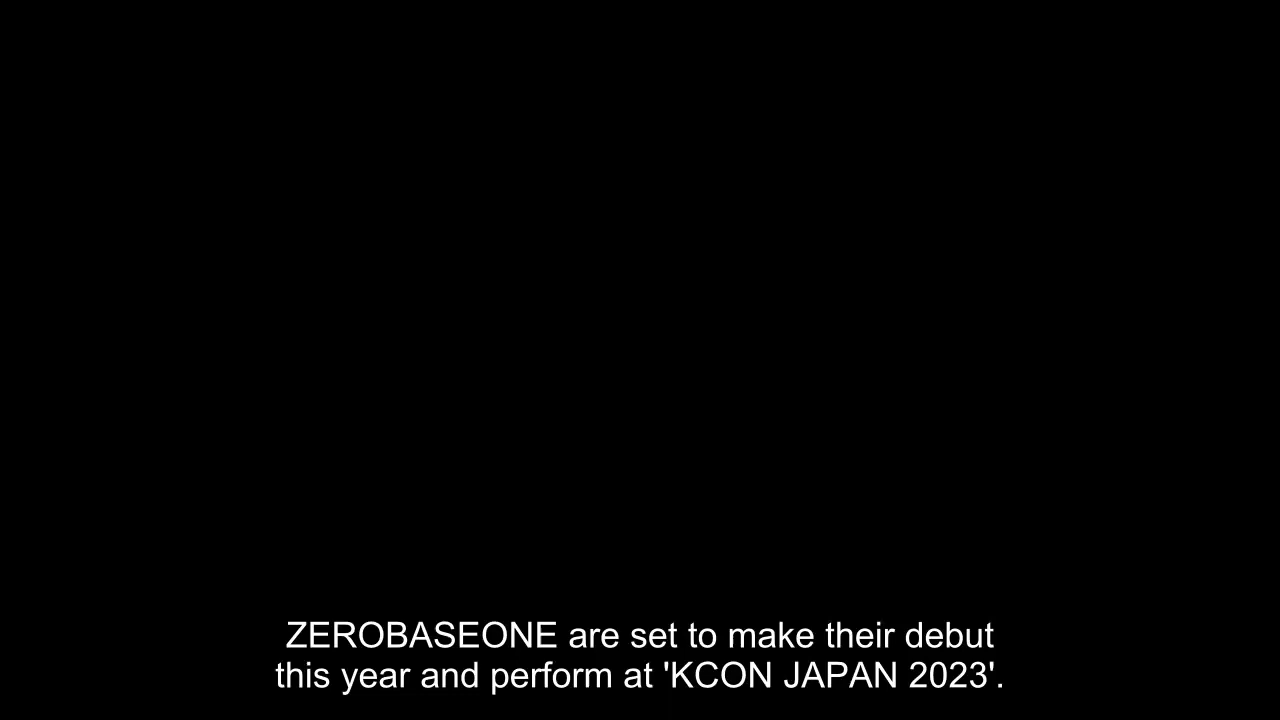 ZEROBASEONE are set to make their debut
this year and perform at 'KCON JAPAN 2023'.